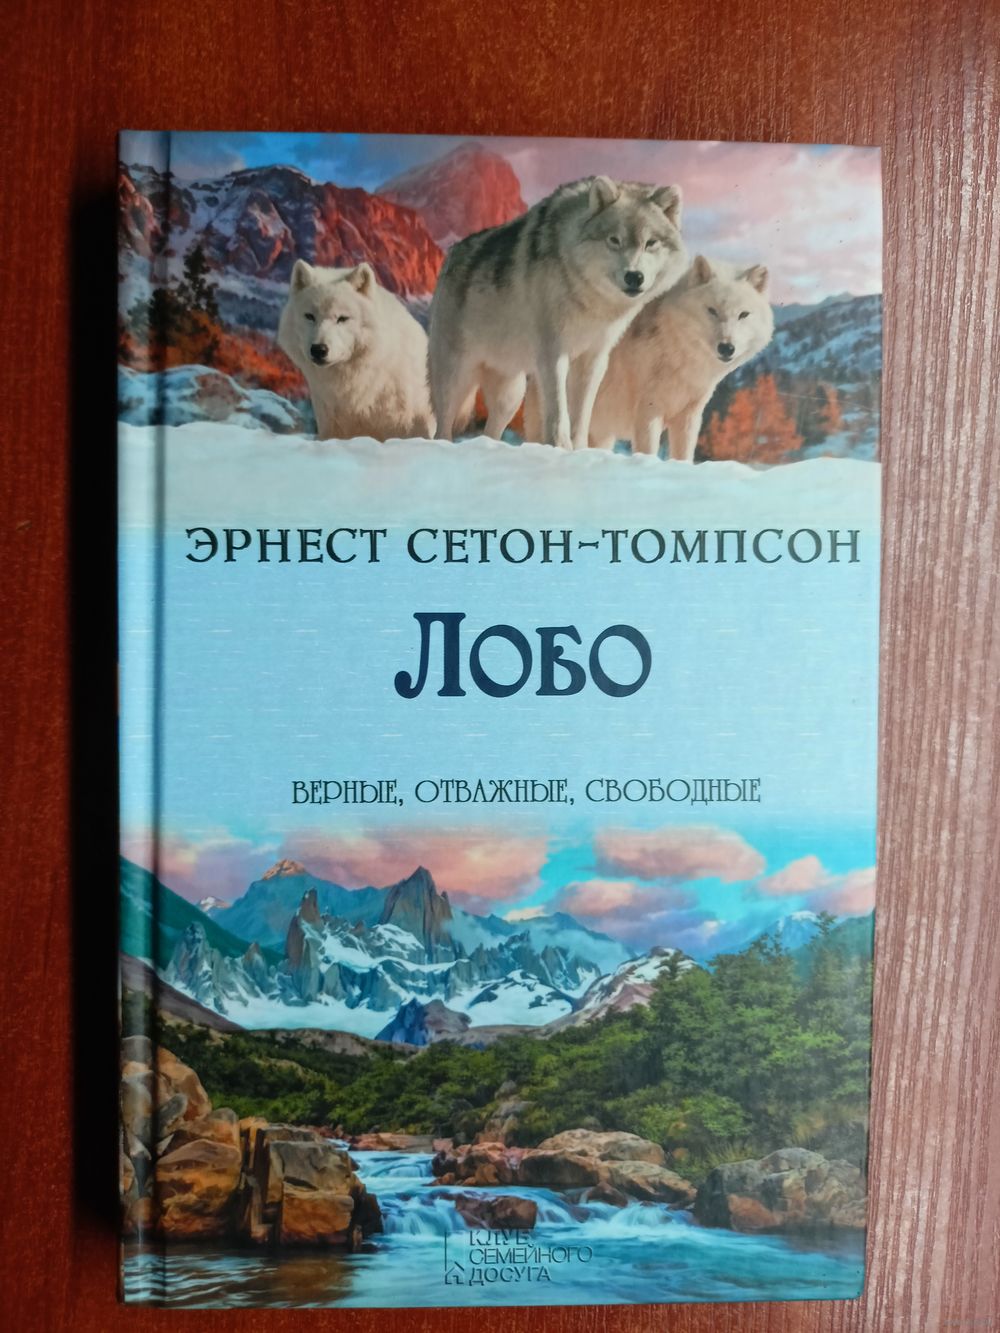 ЭРНЕСТ СЕТОН-ТОМПСОН
ЛОБО
ВЕРНЫЕ, ОТВАЖНЫЕ, СВОБОДНЫЕ
КЛУБ
СЕМЕЙНОГО
ДОСУГА